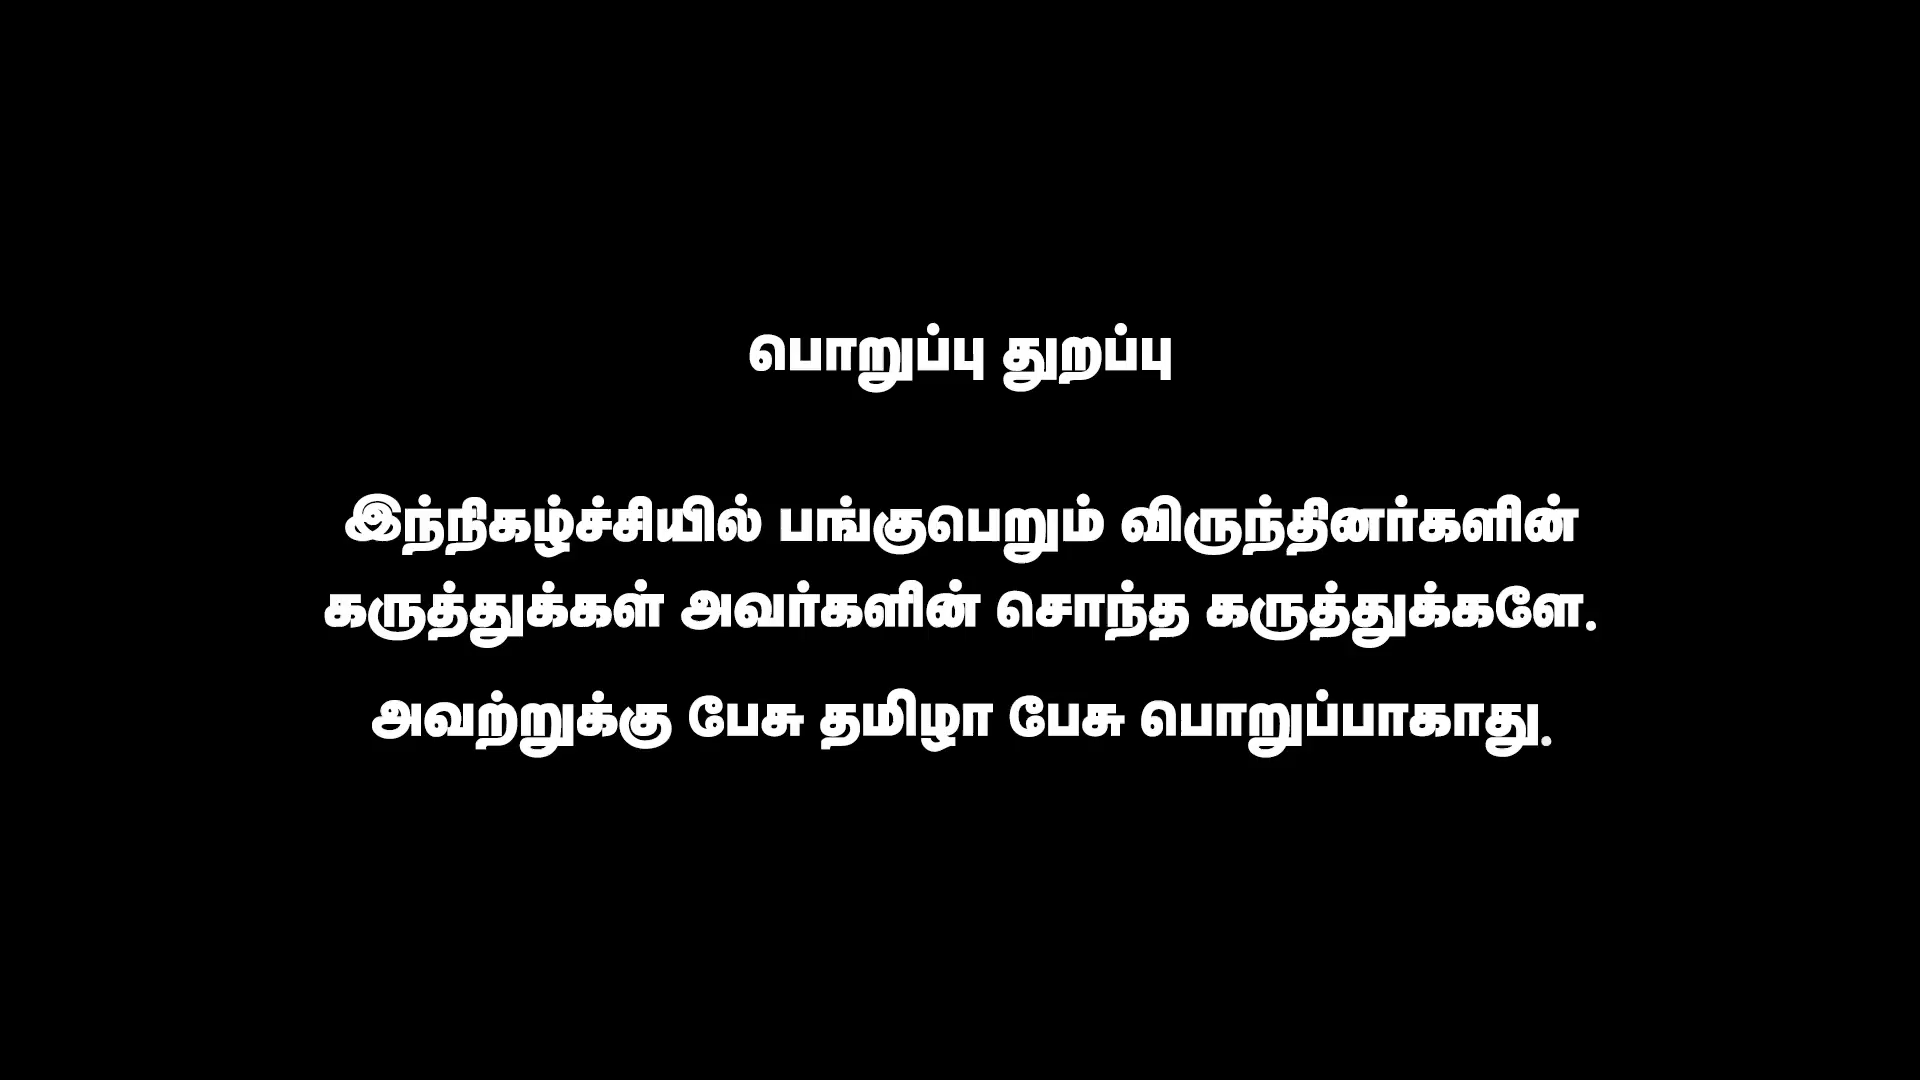 பொறுப்பு துறப்பு
இந்நிகழ்ச்சியில் பங்குபெறும் விருந்தினர்களின்
கருத்துக்கள் அவர்களின் சொந்த கருத்துக்களே.
அவற்றுக்கு பேசு தமிழா பேசு பொறுப்பாகாது.